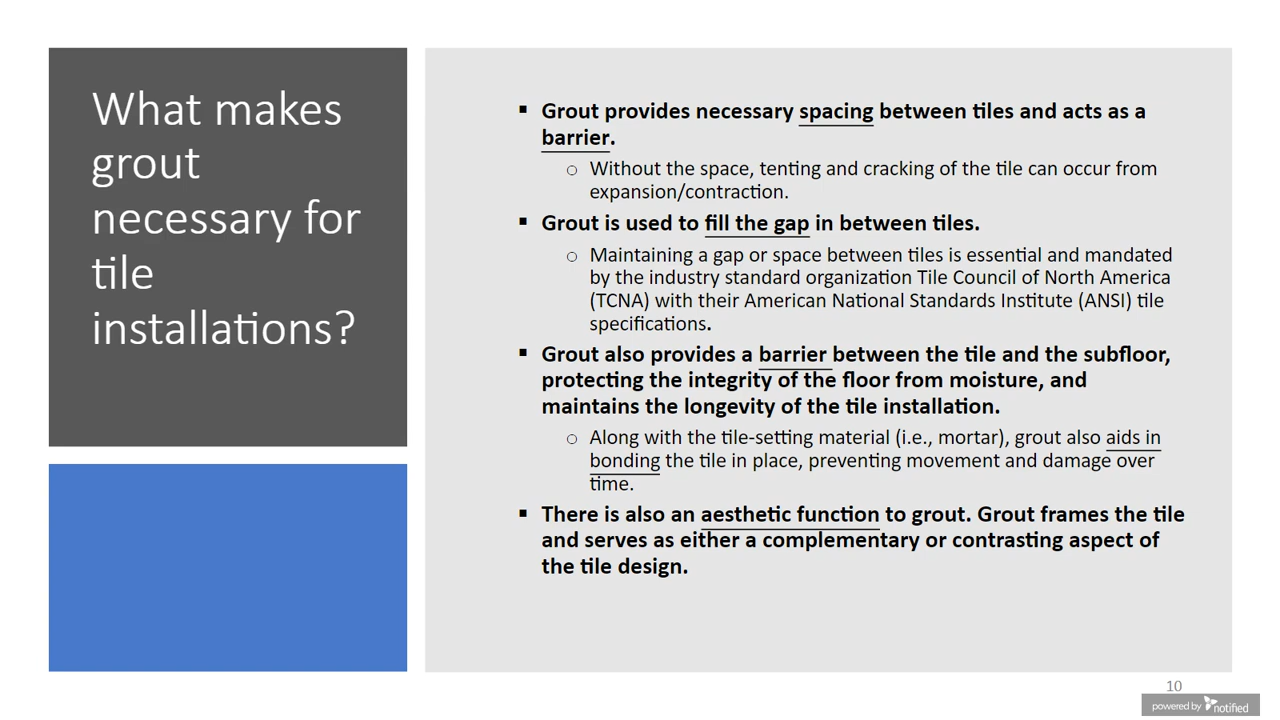 What makes
grout
necessary for
tile
installations?
▪ Grout provides necessary spacing between tiles and acts as a
barrier.
○ Without the space, tenting and cracking of the tile can occur from
expansion/contraction.
▪ Grout is used to fill the gap in between tiles.
○ Maintaining a gap or space between tiles is essential and mandated
by the industry standard organization Tile Council of North America
(TCNA) with their American National Standards Institute (ANSI) tile
specifications.
▪ Grout also provides a barrier between the tile and the subfloor,
protecting the integrity of the floor from moisture, and
maintains the longevity of the tile installation.
○ Along with the tile-setting material (i.e., mortar), grout also aids in
bonding the tile in place, preventing movement and damage over
time.
▪ There is also an aesthetic function to grout. Grout frames the tile
and serves as either a complementary or contrasting aspect of
the tile design.
10
powered by notified